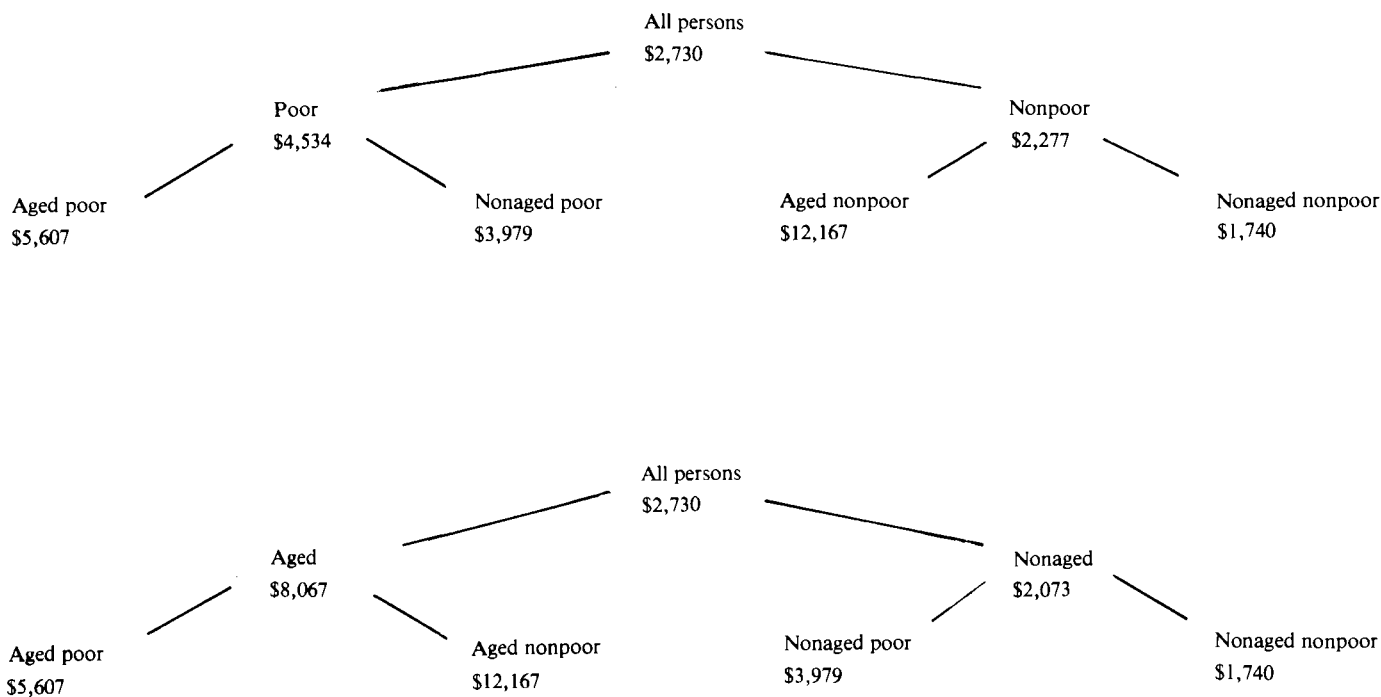 All persons
$2,730
Poor
$4,534
Nonpoor
$2,277
Aged poor
$5,607
Nonaged poor
$3,979
Aged nonpoor
$12,167
Nonaged nonpoor
$1,740
All persons
$2,730
Aged
$8,067
Nonaged
$2,073
Aged poor
$5,607
Aged nonpoor
$12,167
Nonaged poor
$3,979
Nonaged nonpoor
$1,740